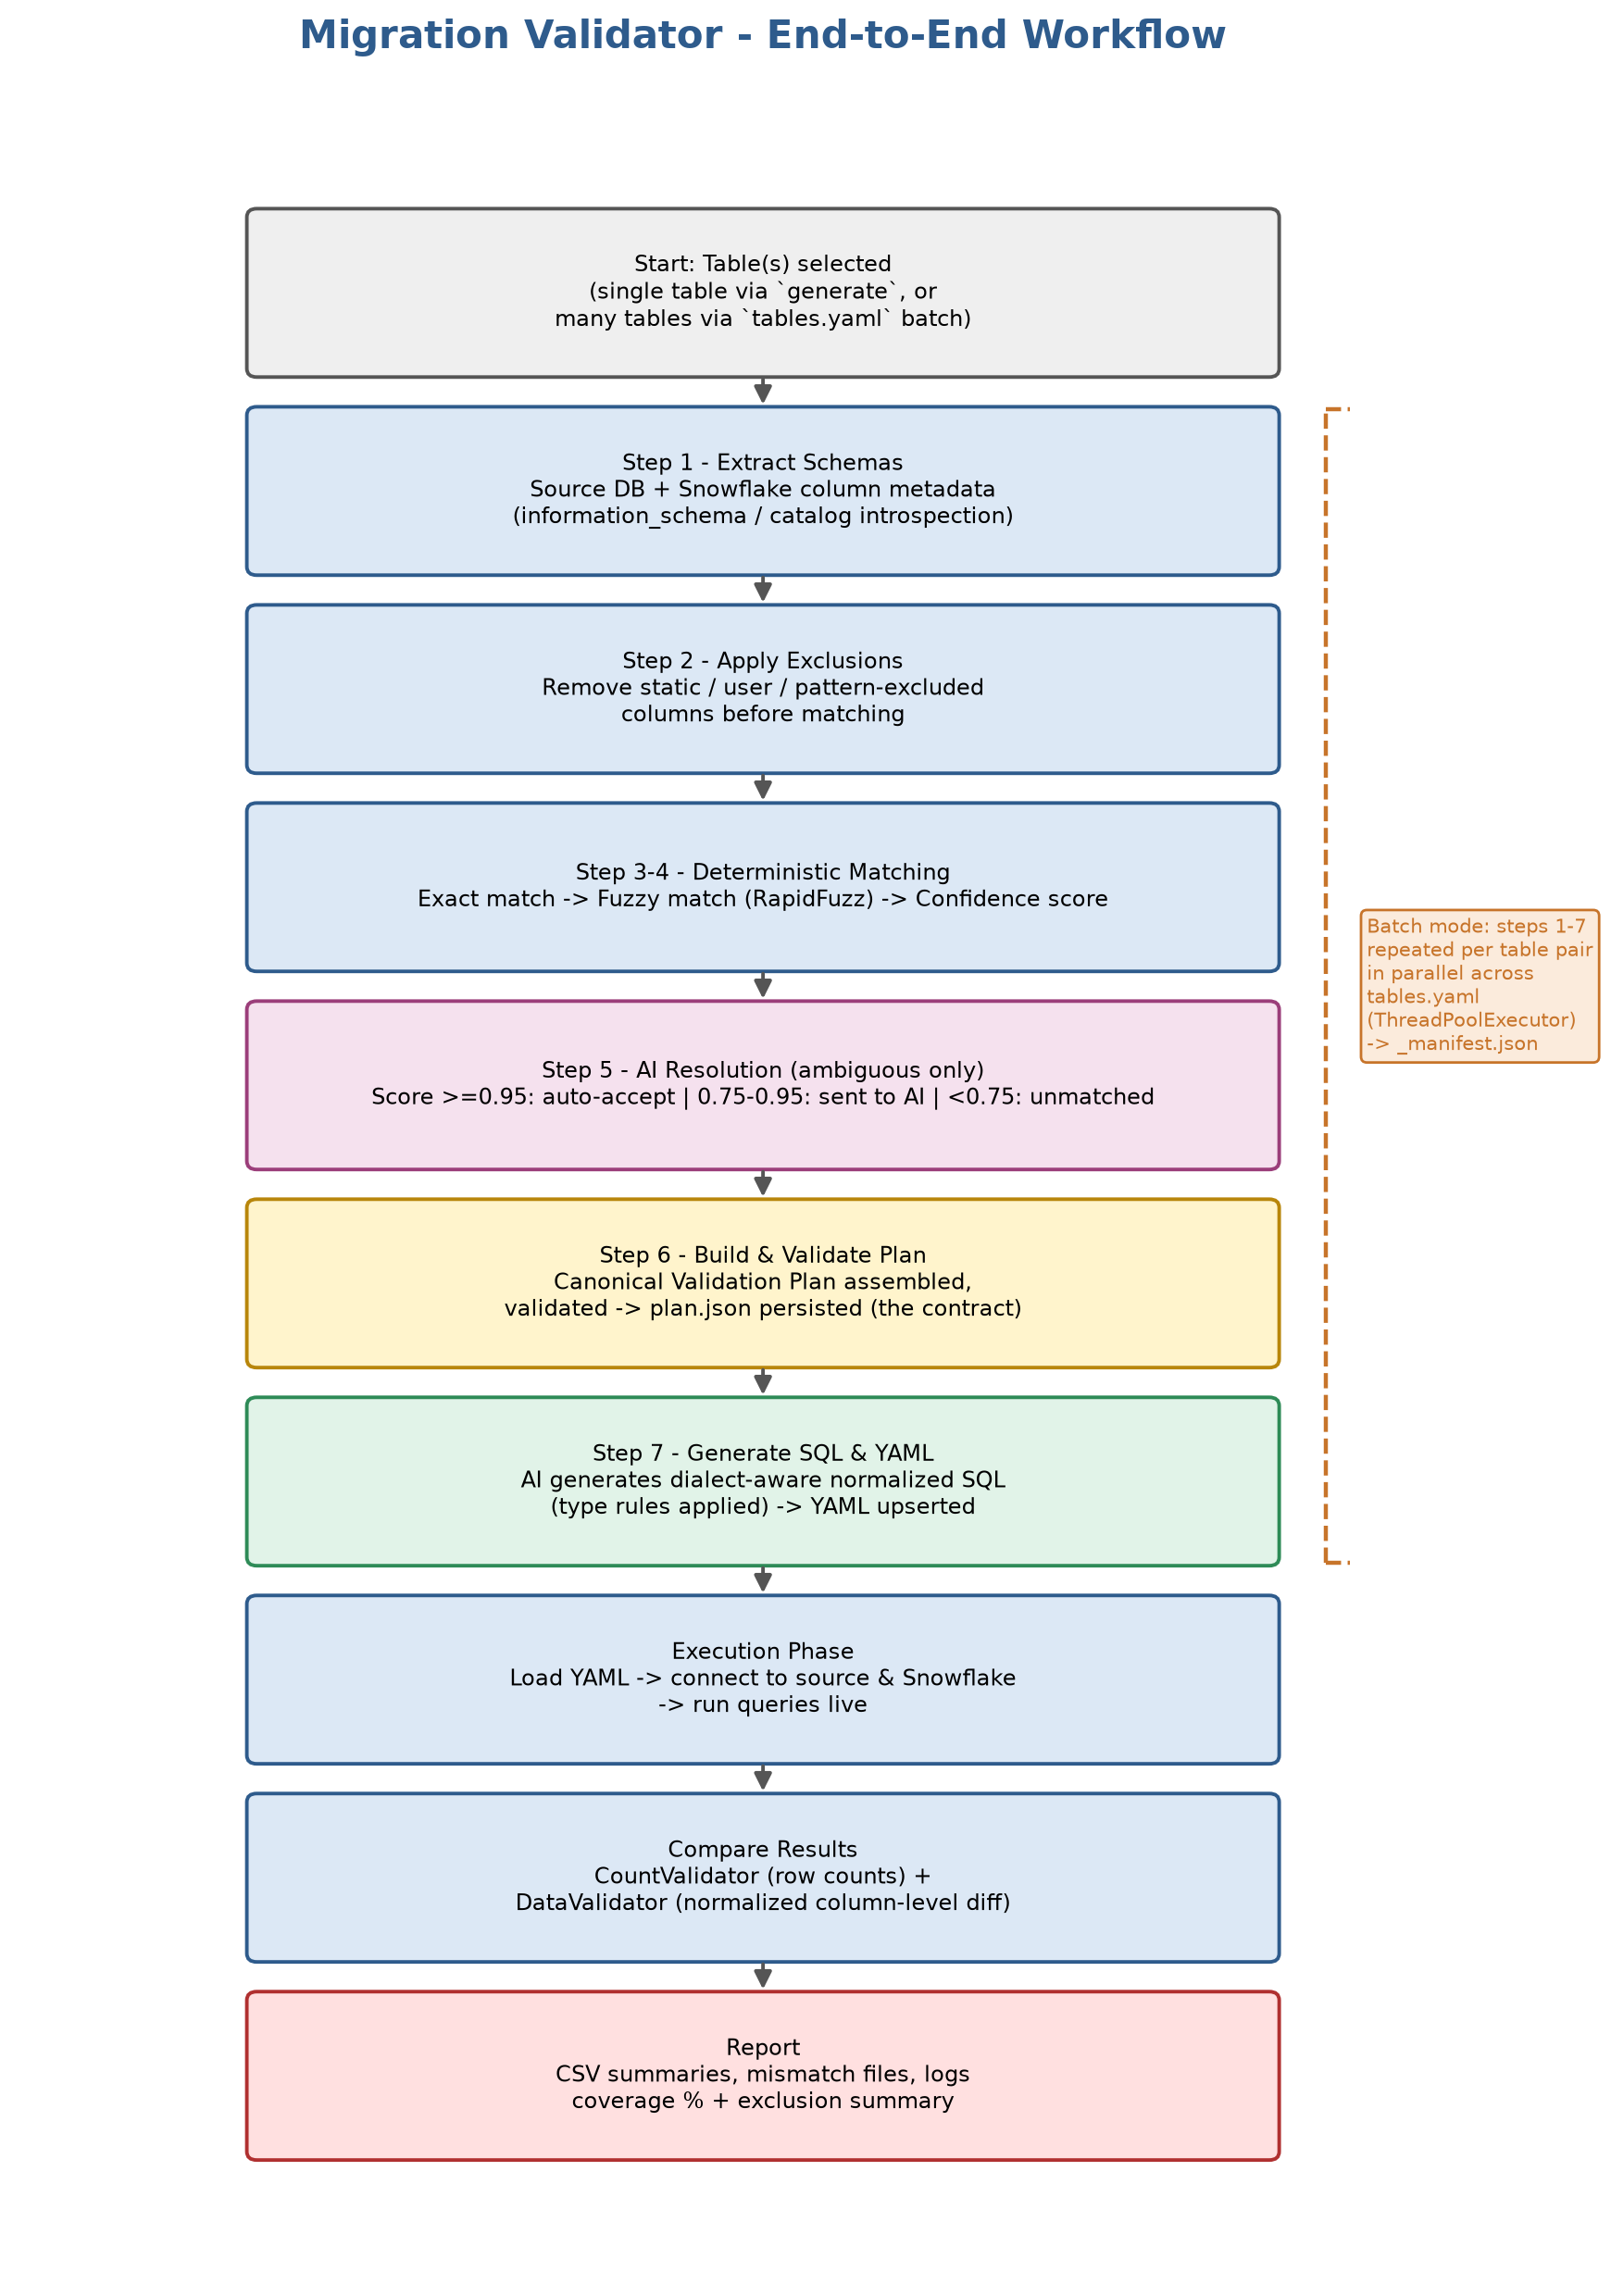 Migration Validator - End-to-End Workflow
Start: Table(s) selected
(single table via `generate`, or
many tables via `tables.yaml` batch)
Step 1 - Extract Schemas
Source DB + Snowflake column metadata
(information_schema / catalog introspection)
Step 2 - Apply Exclusions
Remove static / user / pattern-excluded
columns before matching
Step 3-4 - Deterministic Matching
Exact match -> Fuzzy match (RapidFuzz) -> Confidence score
Batch mode: steps 1-7
repeated per table pair
in parallel across
tables.yaml
(ThreadPoolExecutor)
-> _manifest.json
Step 5 - AI Resolution (ambiguous only)
Score >=0.95: auto-accept | 0.75-0.95: sent to AI | <0.75: unmatched
Step 6 - Build & Validate Plan
Canonical Validation Plan assembled,
validated -> plan.json persisted (the contract)
Step 7 - Generate SQL & YAML
AI generates dialect-aware normalized SQL
(type rules applied) -> YAML upserted
Execution Phase
Load YAML -> connect to source & Snowflake
-> run queries live
Compare Results
CountValidator (row counts) +
DataValidator (normalized column-level diff)
Report
CSV summaries, mismatch files, logs
coverage % + exclusion summary